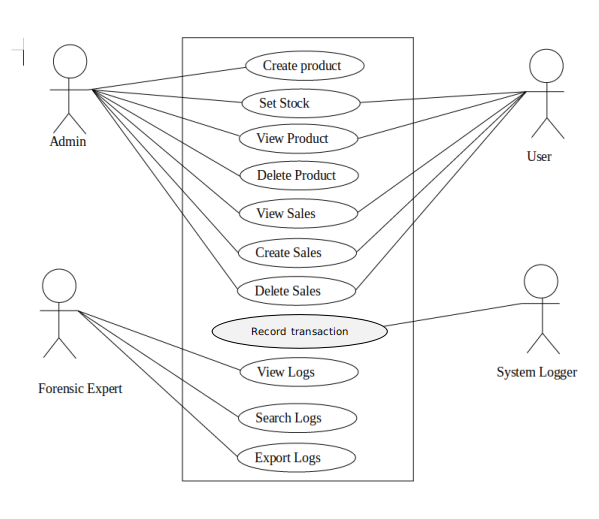 Create product
Set Stock
View Product
Admin
User
Delete Product
View Sales
Create Sales
Delete Sales
Record transaction
View Logs
System Logger
Forensic Expert
Search Logs
Export Logs